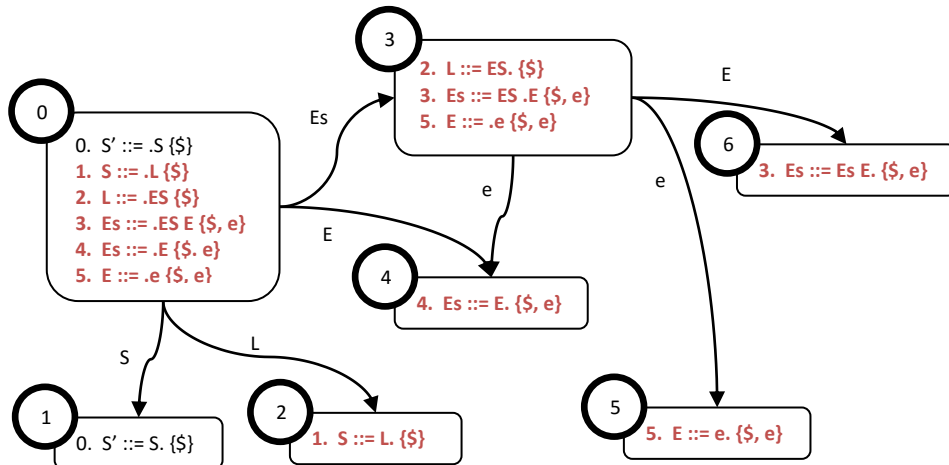 0
0. S’ ::= .S {$}
1. S ::= .L {$}
2. L ::= .ES {$}
3. Es ::= .ES E {$, e}
4. Es ::= .E {$. e}
5. E ::= .e {$, e}
Es
E
S
L
3
2. L ::= ES. {$}
3. Es ::= ES .E {$, e}
5. E ::= .e {$, e}
E
e
e
6
3. Es ::= Es E. {$, e}
4
4. Es ::= E. {$, e}
1
0. S’ ::= S. {$}
2
1. S ::= L. {$}
5
5. E ::= e. {$, e}